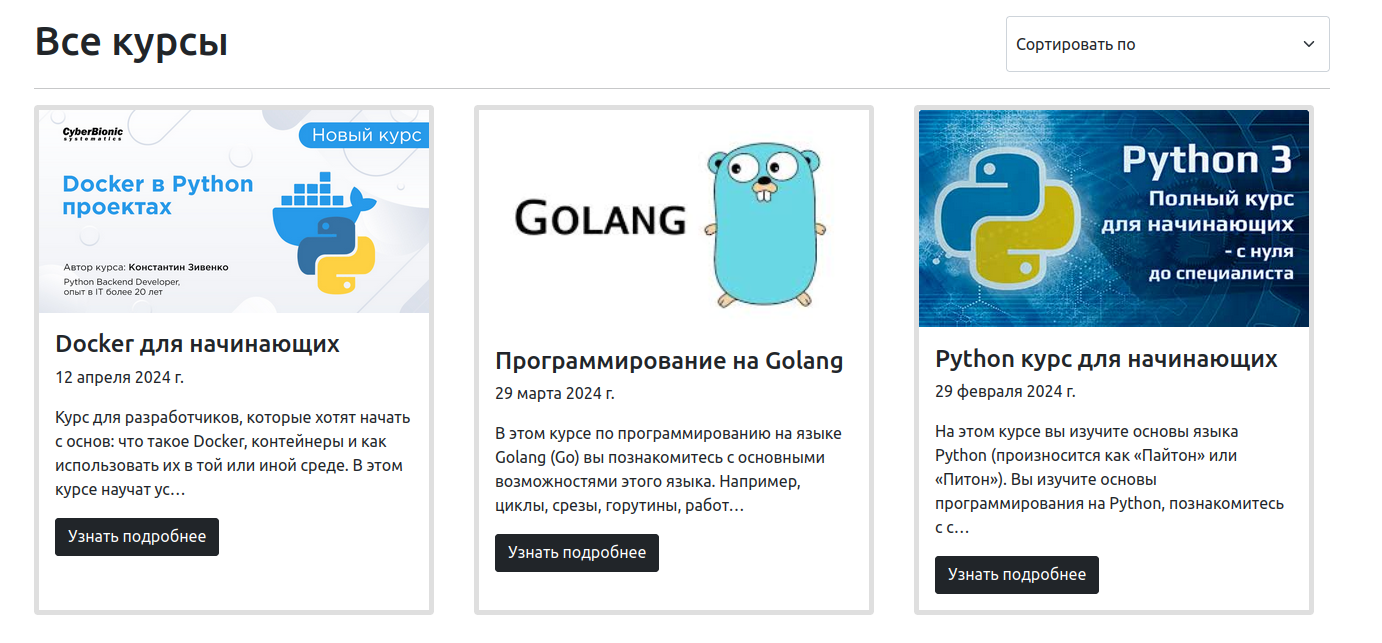 Все курсы
Сортировать по
CyberBionic
systematics
Новый курс
Docker в Python
проектах
Автор курса: Константин Зивенко
Python Backend Developer,
опыт в IT более 20 лет
Docker для начинающих
12 апреля 2024 г.
Курс для разработчиков, которые хотят начать
с основ: что такое Docker, контейнеры и как
использовать их в той или иной среде. В этом
курсе научат ус…
Узнать подробнее
GOLANG
Программирование на Golang
29 марта 2024 г.
В этом курсе по программированию на языке
Golang (Go) вы познакомитесь с основными
возможностями этого языка. Например,
циклы, срезы, горутины, работ…
Узнать подробнее
Python 3
Полный курс
для начинающих
- с нуля
до специалиста
Python курс для начинающих
29 февраля 2024 г.
На этом курсе вы изучите основы языка
Python (произносится как «Пайтон» или
«Питон»). Вы изучите основы
программирования на Python, познакомитесь
с с…
Узнать подробнее